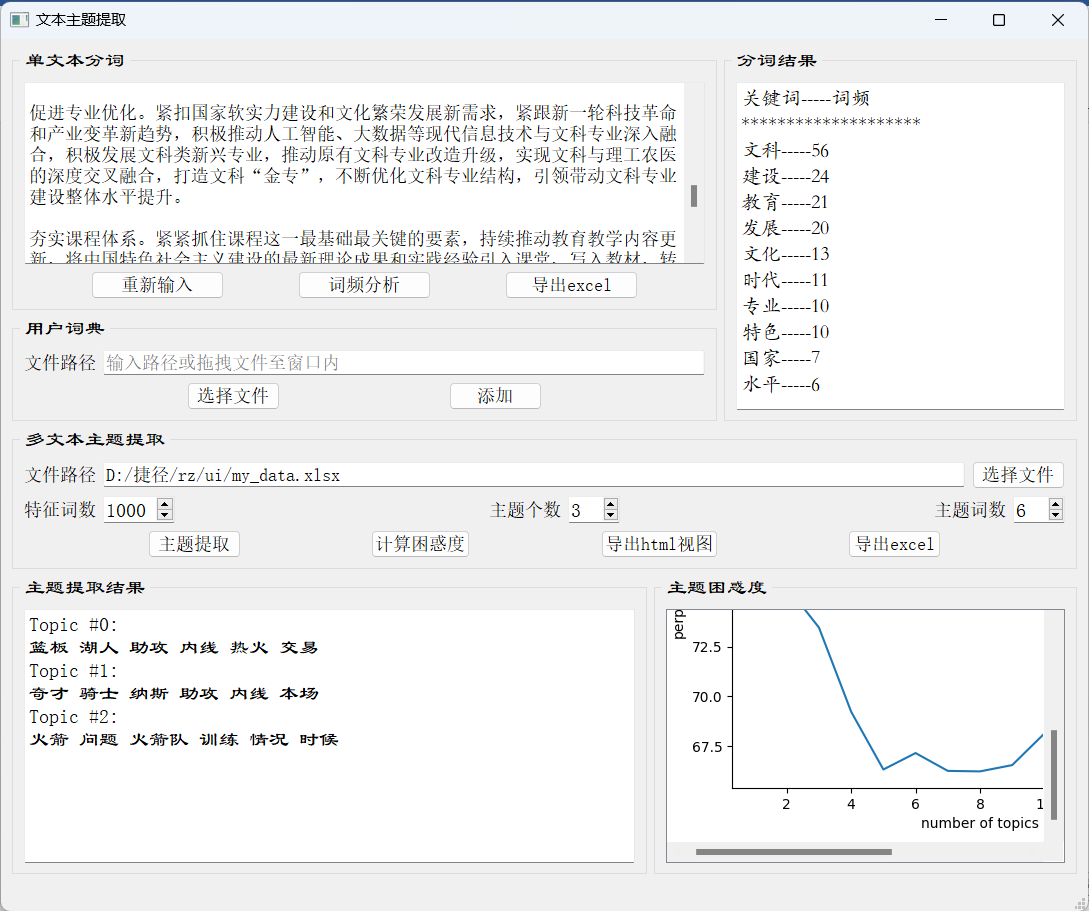 文本主题提取
单文本分词
促进专业优化。紧扣国家软实力建设和文化繁荣发展新需求，紧跟新一轮科技革命
和产业变革新趋势，积极推动人工智能、大数据等现代信息技术与文科专业深入融
合，积极发展文科类新兴专业，推动原有文科专业改造升级，实现文科与理工农医
的深度交叉融合，打造文科“金专”，不断优化文科专业结构，引领带动文科专业
建设整体水平提升。
夯实课程体系。紧紧抓住课程这一最基础最关键的要素，持续推动教育教学内容更
新，将中国特色社会主义建设的最新理论成果和实践经验引入课堂、写入教材，转
重新输入
词频分析
导出excel
分词结果
关键词-----词频
********************
文科-----56
建设-----24
教育-----21
发展-----20
文化-----13
时代-----11
专业-----10
特色-----10
国家-----7
水平-----6
用户词典
文件路径 输入路径或拖拽文件至窗口内
选择文件
添加
多文本主题提取
文件路径 D:/捷径/rz/ui/my_data.xlsx 选择文件
特征词数 1000 主题个数 3 主题词数 6
主题提取
计算困惑度
导出html视图
导出excel
主题提取结果
Topic #0:
蓝板 湖人 助攻 内线 热火 交易
Topic #1:
奇才 骑士 纳斯 助攻 内线 本场
Topic #2:
火箭 问题 火箭队 训练 情况 时候
主题困惑度
perp
72.5
70.0
67.5
2 4 6 8 1
number of topics